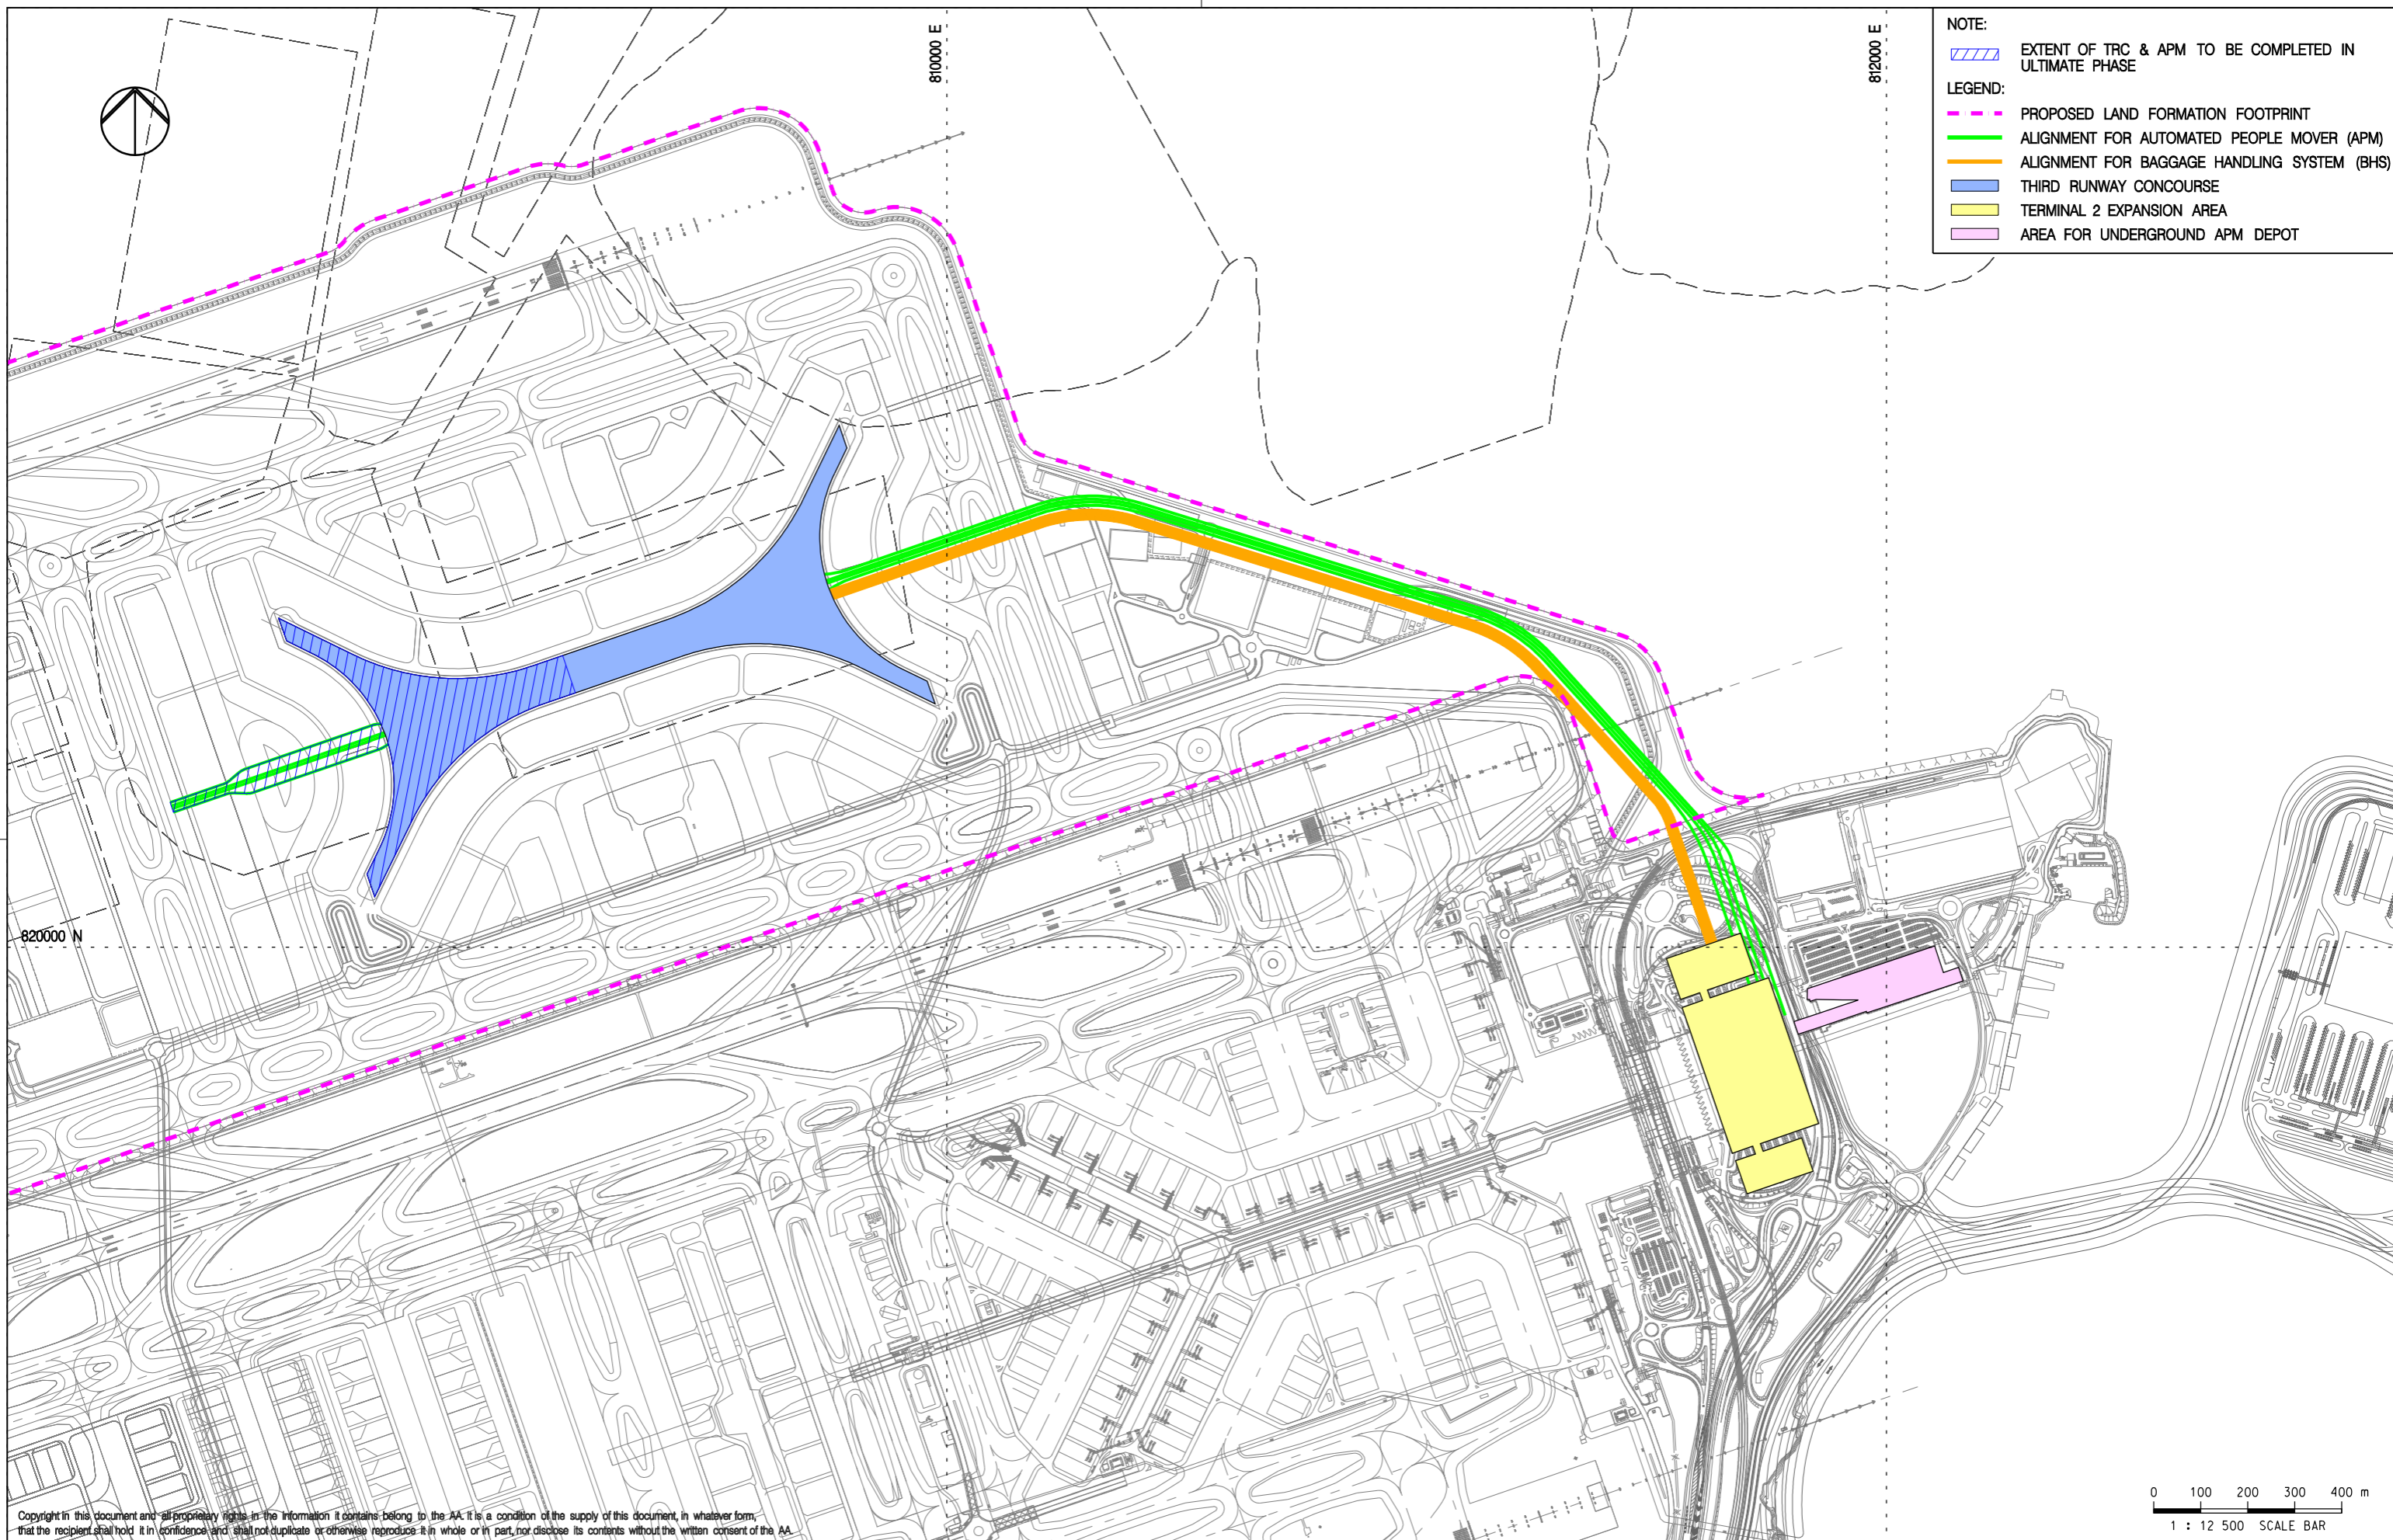 810000 E
812000 E
NOTE:
EXTENT OF TRC & APM TO BE COMPLETED IN
ULTIMATE PHASE
LEGEND:
PROPOSED LAND FORMATION FOOTPRINT
ALIGNMENT FOR AUTOMATED PEOPLE MOVER (APM)
ALIGNMENT FOR BAGGAGE HANDLING SYSTEM (BHS)
THIRD RUNWAY CONCOURSE
TERMINAL 2 EXPANSION AREA
AREA FOR UNDERGROUND APM DEPOT
820000 N
0 100 200 300 400 m
1 : 12 500 SCALE BAR
Copyright in this document and all proprietary rights in the information it contains belong to the AA. It is a condition of the supply of this document, in whatever form,
that the recipient shall hold it in confidence and shall not duplicate or otherwise reproduce it in whole or in part, nor disclose its contents without the written consent of the AA.